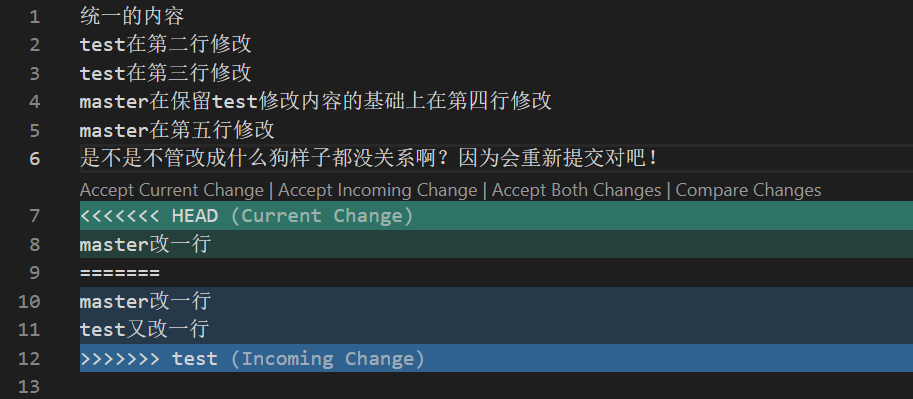 1 统一的内容
2 test在第二行修改
3 test在第三行修改
4 master在保留test修改内容的基础上在第四行修改
5 master在第五行修改
6 是不是不管改成什么狗样子都没关系啊？因为会重新提交对吧！
Accept Current Change | Accept Incoming Change | Accept Both Changes | Compare Changes
7 <<<<<<< HEAD (Current Change)
8 master改一行
9 =======
10 master改一行
11 test又改一行
12 >>>>>>> test (Incoming Change)
13